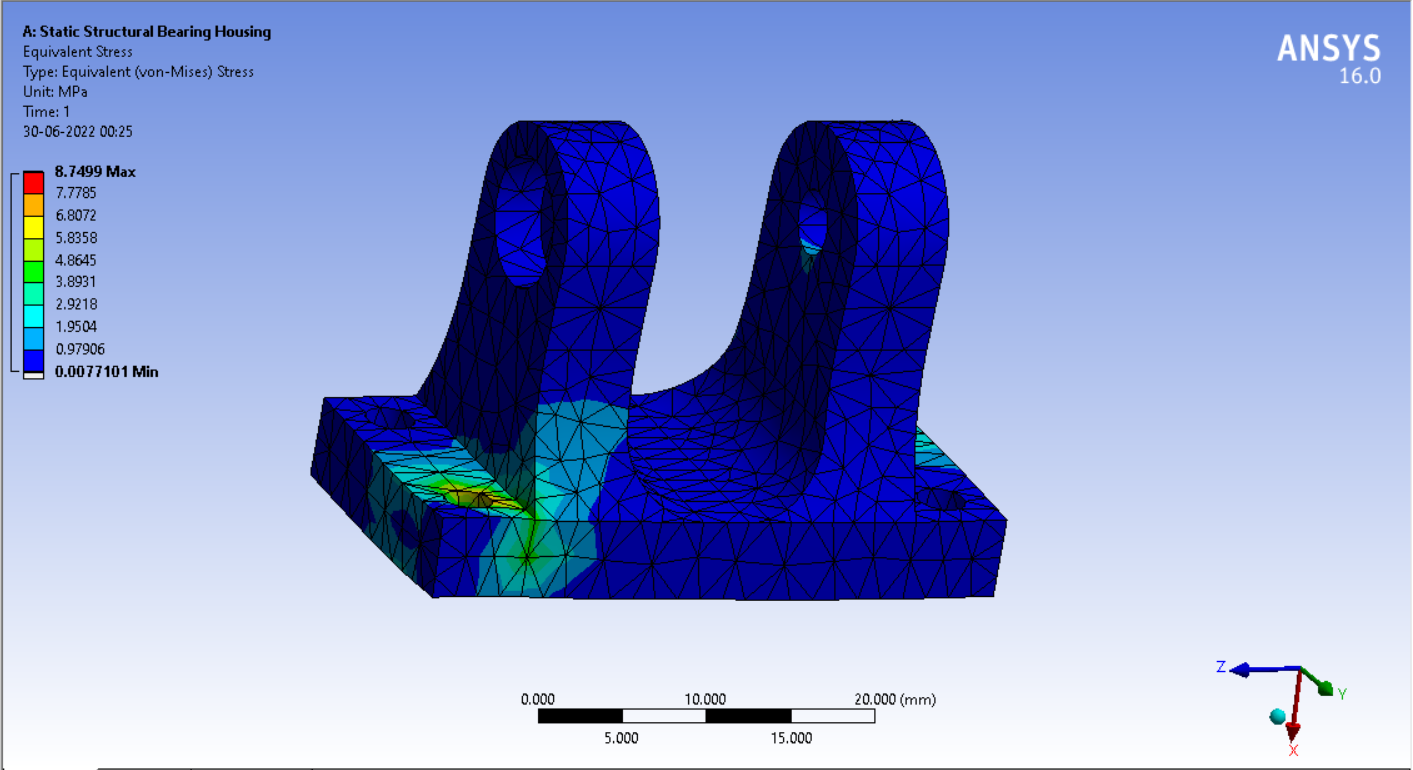 A: Static Structural Bearing Housing
Equivalent Stress
Type: Equivalent (von-Mises) Stress
Unit: MPa
Time: 1
30-06-2022 00:25
ANSYS
16.0
8.7499 Max
7.7785
6.8072
5.8358
4.8645
3.8931
2.9218
1.9504
0.97906
0.0077101 Min
0.000 10.000 20.000 (mm)
5.000 15.000
Z
Y
X